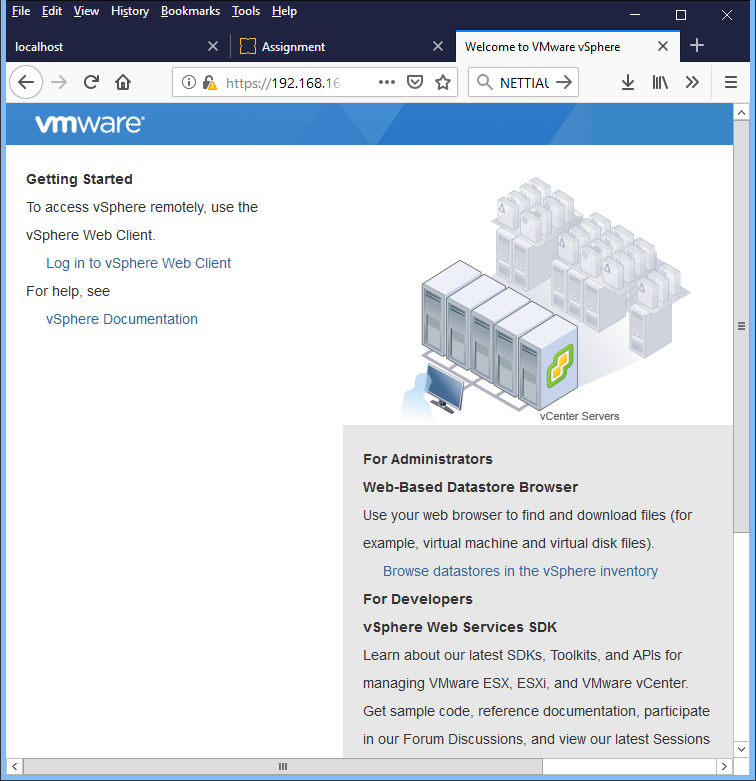 File Edit View History Bookmarks Tools Help
localhost
Assignment
Welcome to VMware vSphere
https://192.168.16
NETTIAU
vmware
Getting Started
To access vSphere remotely, use the
vSphere Web Client.
Log in to vSphere Web Client
For help, see
vSphere Documentation
vCenter Servers
For Administrators
Web-Based Datastore Browser
Use your web browser to find and download files (for
example, virtual machine and virtual disk files).
Browse datastores in the vSphere inventory
For Developers
vSphere Web Services SDK
Learn about our latest SDKs, Toolkits, and APIs for
managing VMware ESX, ESXi, and VMware vCenter.
Get sample code, reference documentation, participate
in our Forum Discussions, and view our latest Sessions